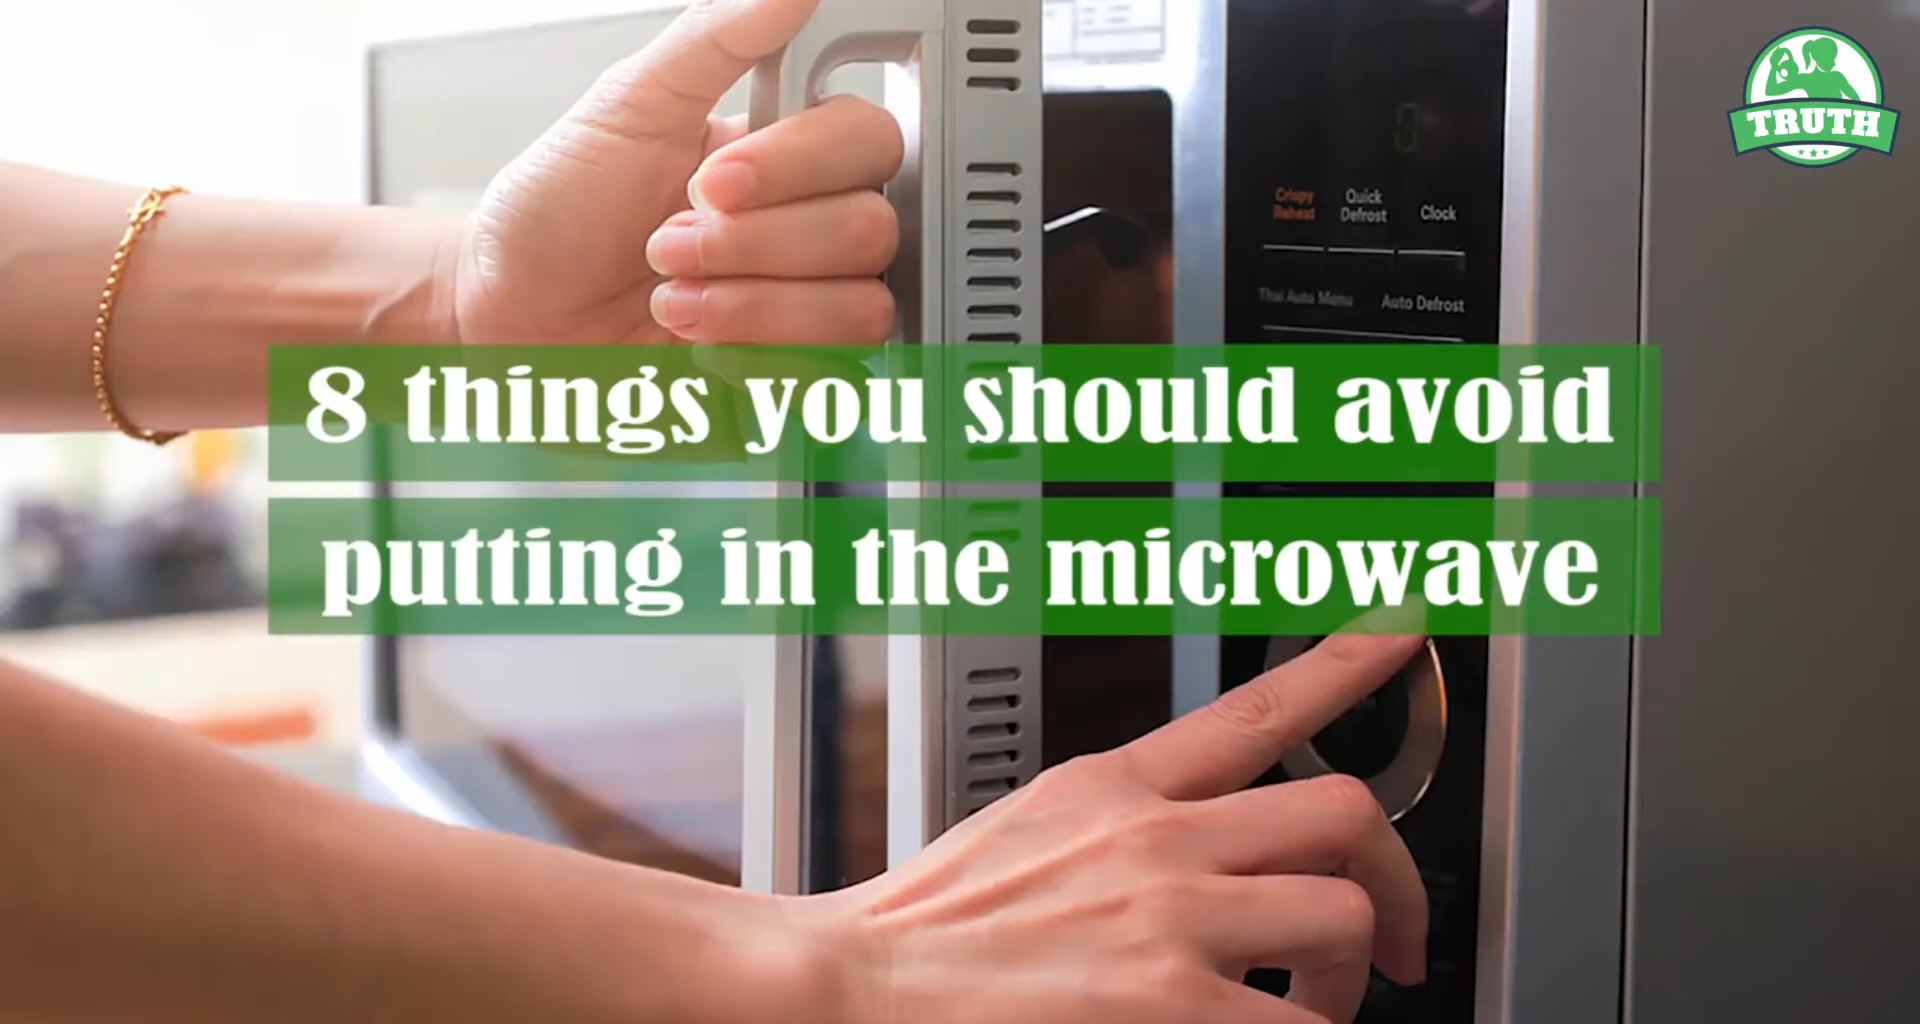 TRUTH
Crispy Reheat
Quick Defrost
Clock
Thai Auto Menu
Auto Defrost
8 things you should avoid
putting in the microwave